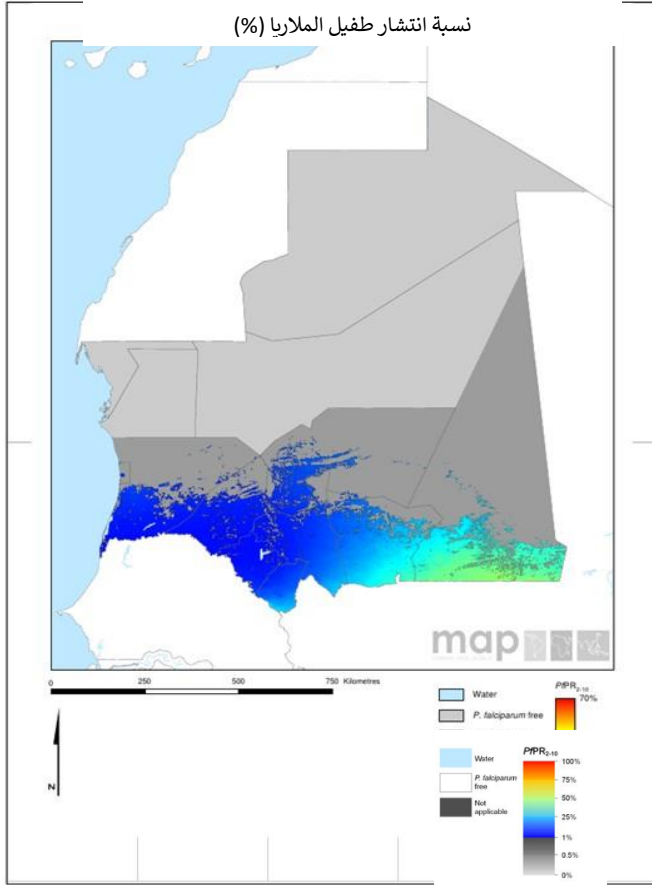 نسبة انتشار طفيل الملاريا (%)
map
0 250 500 750 Kilometres
Water
P. falciparum free
PfPR2-10
70%
Water
P. falciparum
free
Not
applicable
PfPR2-10
100%
75%
50%
25%
1%
0.5%
0%
N